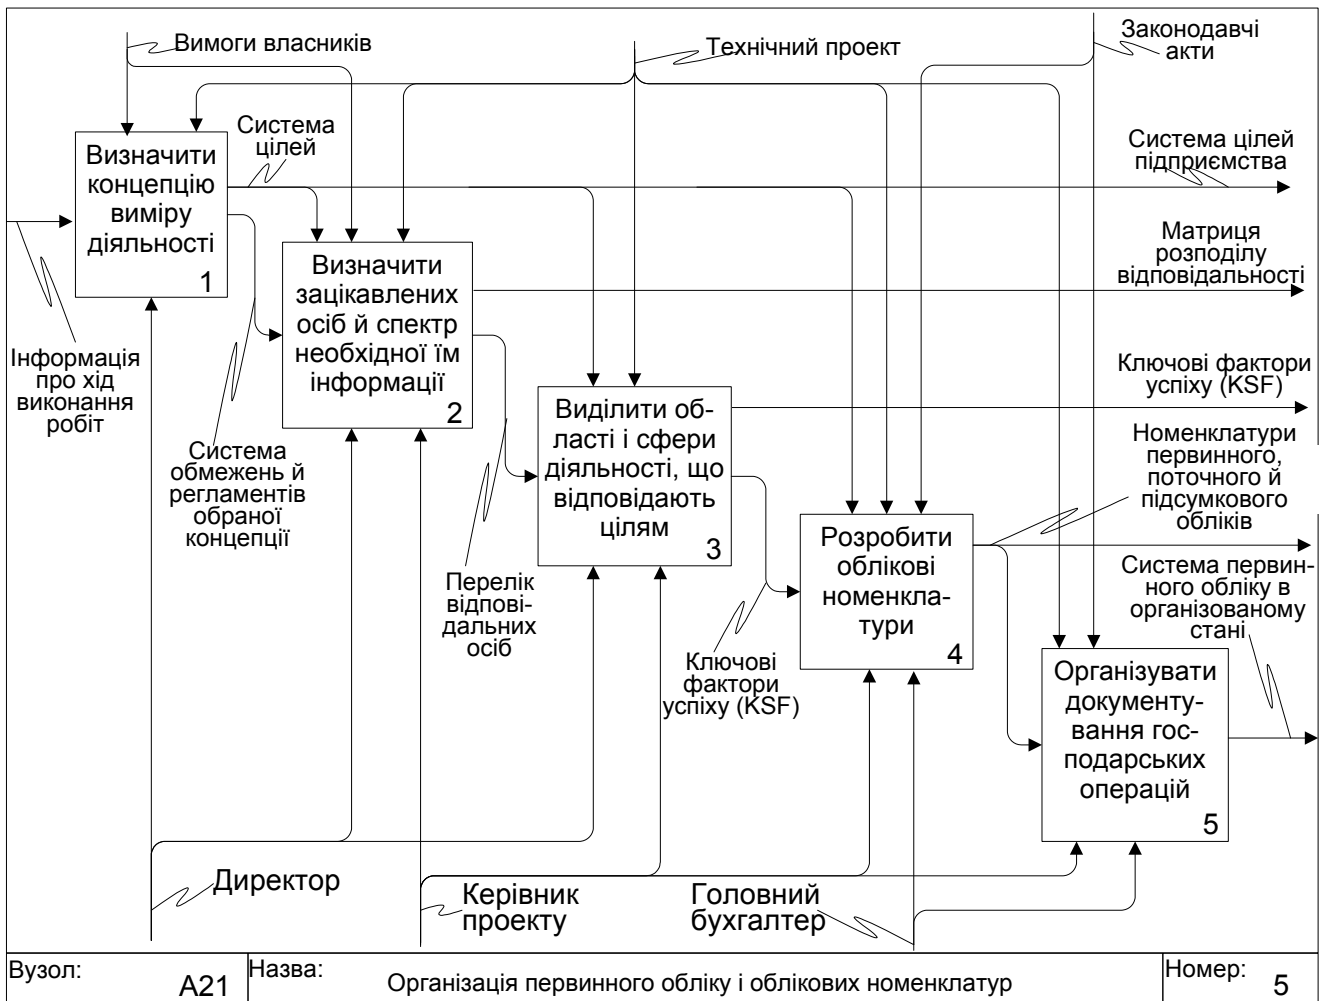 Вимоги власників
Технічний проект
Законодавчі
акти
Система
цілей
Система цілей
підприємства
Визначити
концепцію
виміру
діяльності
1
Матриця
розподілу
відповідальності
Визначити
зацікавлених
осіб й спектр
необхідної їм
інформації
2
Інформація
про хід
виконання
робіт
Ключові фактори
успіху (KSF)
Виділити об-
ласті і сфери
діяльності, що
відповідають
цілям
3
Система
обмежень й
регламентів
обраної
концепції
Номенклатури
первинного,
поточного й
підсумкового
обліків
Розробити
облікові
номенкла-
тури
4
Система первин-
ного обліку в
організованому
стані
Перелік
відпові-
дальних
осіб
Ключові
фактори
успіху (KSF)
Організувати
документу-
вання гос-
подарських
операцій
5
Директор
Керівник
проекту
Головний
бухгалтер
Вузол:
A21
Назва:
Організація первинного обліку і облікових номенклатур
Номер:
5